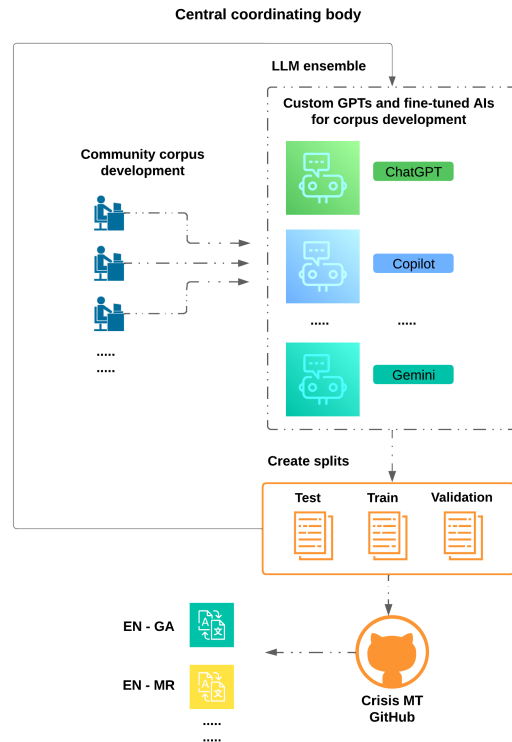 Central coordinating body
LLM ensemble
Custom GPTs and fine-tuned AIs
for corpus development
Community corpus
development
ChatGPT
Copilot
..... .....
.....
.....
Gemini
Create splits
Test Train Validation
EN - GA
EN - MR
Crisis MT
GitHub
.....
.....